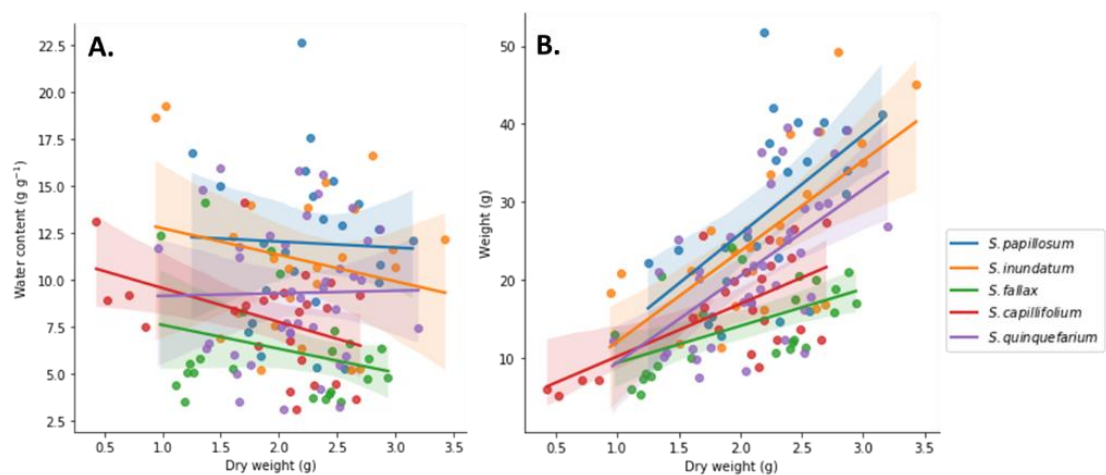 A.
22.5
20.0
17.5
15.0
12.5
10.0
7.5
5.0
2.5
Water content (g g⁻¹)
0.5 1.0 1.5 2.0 2.5 3.0 3.5
Dry weight (g)
B.
50
40
30
20
10
Weight (g)
0.5 1.0 1.5 2.0 2.5 3.0 3.5
Dry weight (g)
S. papillosum
S. inundatum
S. fallax
S. capillifolium
S. quinquefarium